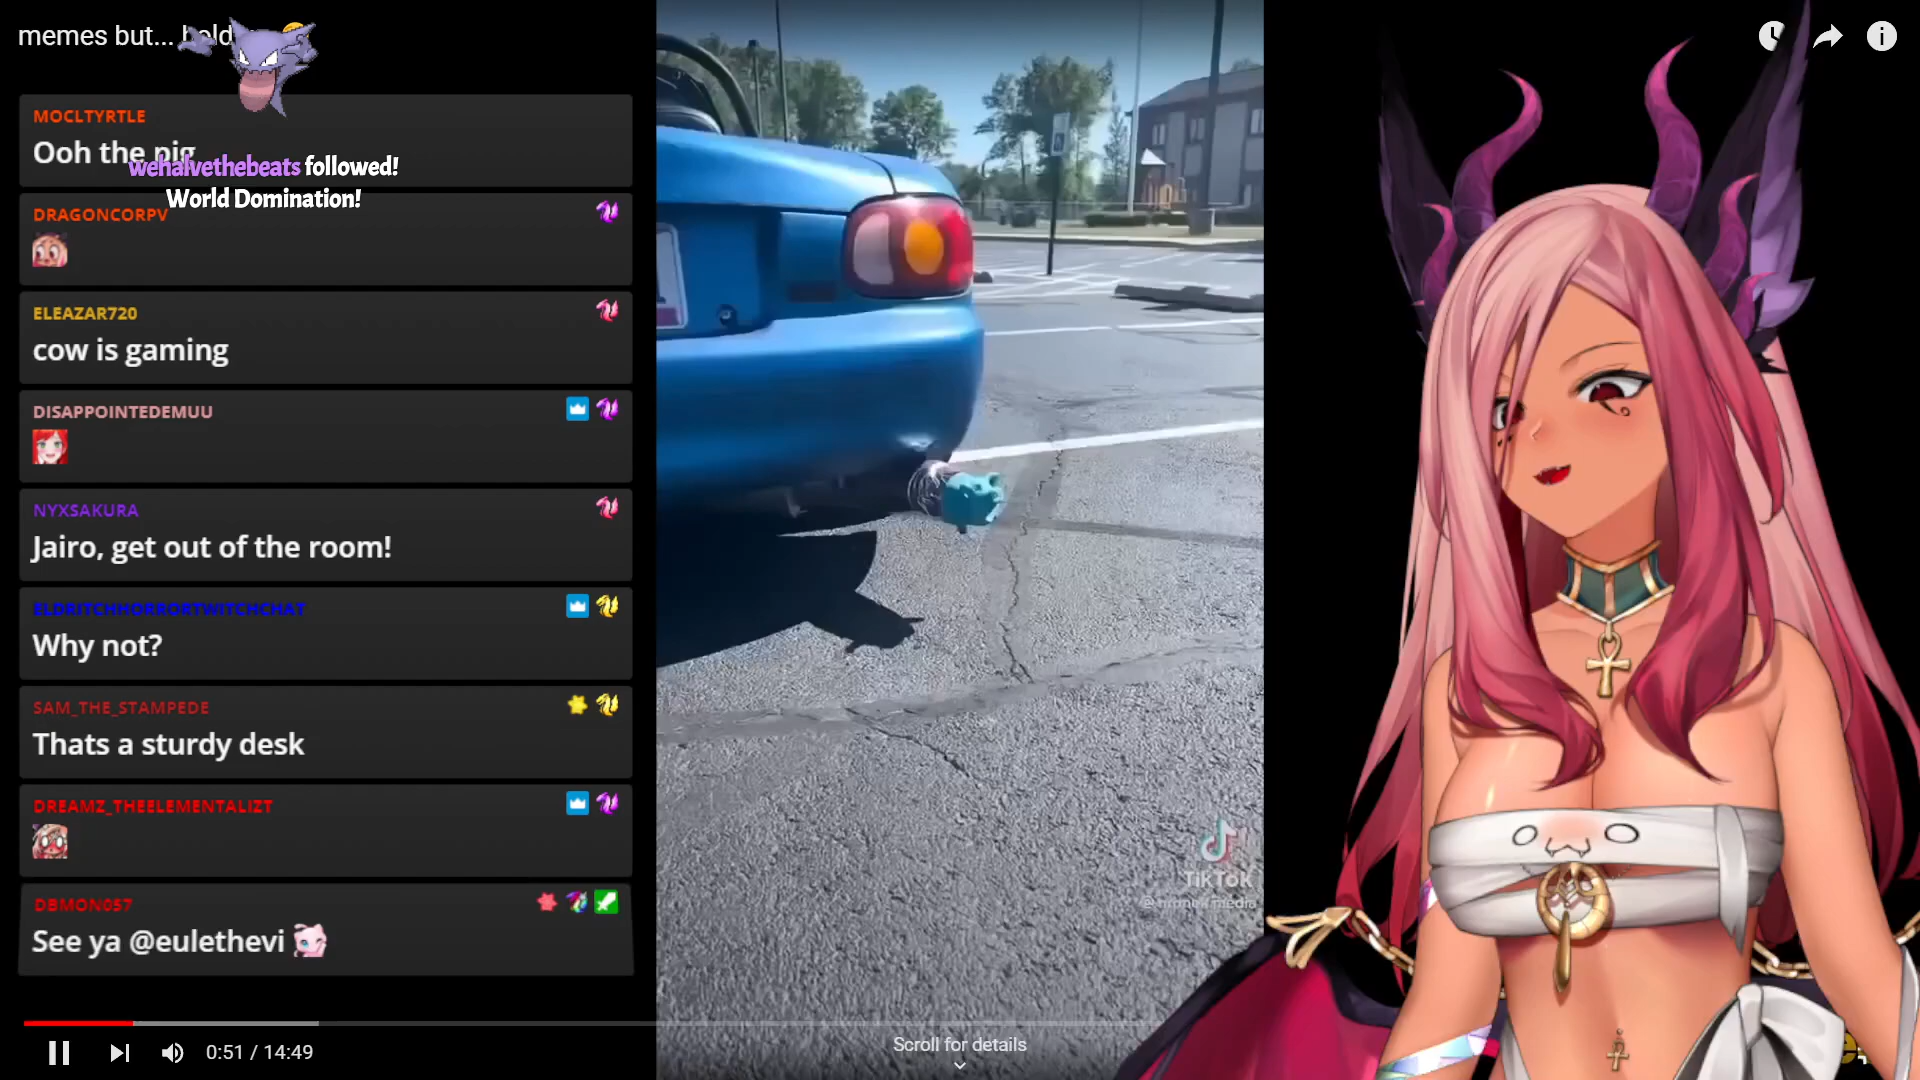 memes but...
MOCLTYRTLE
Ooh the pig
wehalvethebeats followed!
World Domination!
DRAGONCORPV
ELEAZAR720
cow is gaming
DISAPPOINTEDEMUU
NYXSAKURA
Jairo, get out of the room!
ELDRITCHHORRORTWITCHCHAT
Why not?
SAM_THE_STAMPEDE
Thats a sturdy desk
DREAMZ_THEELEMENTALIZT
DBMON057
See ya @eulethevi
TikTok
0:51 / 14:49
Scroll for details